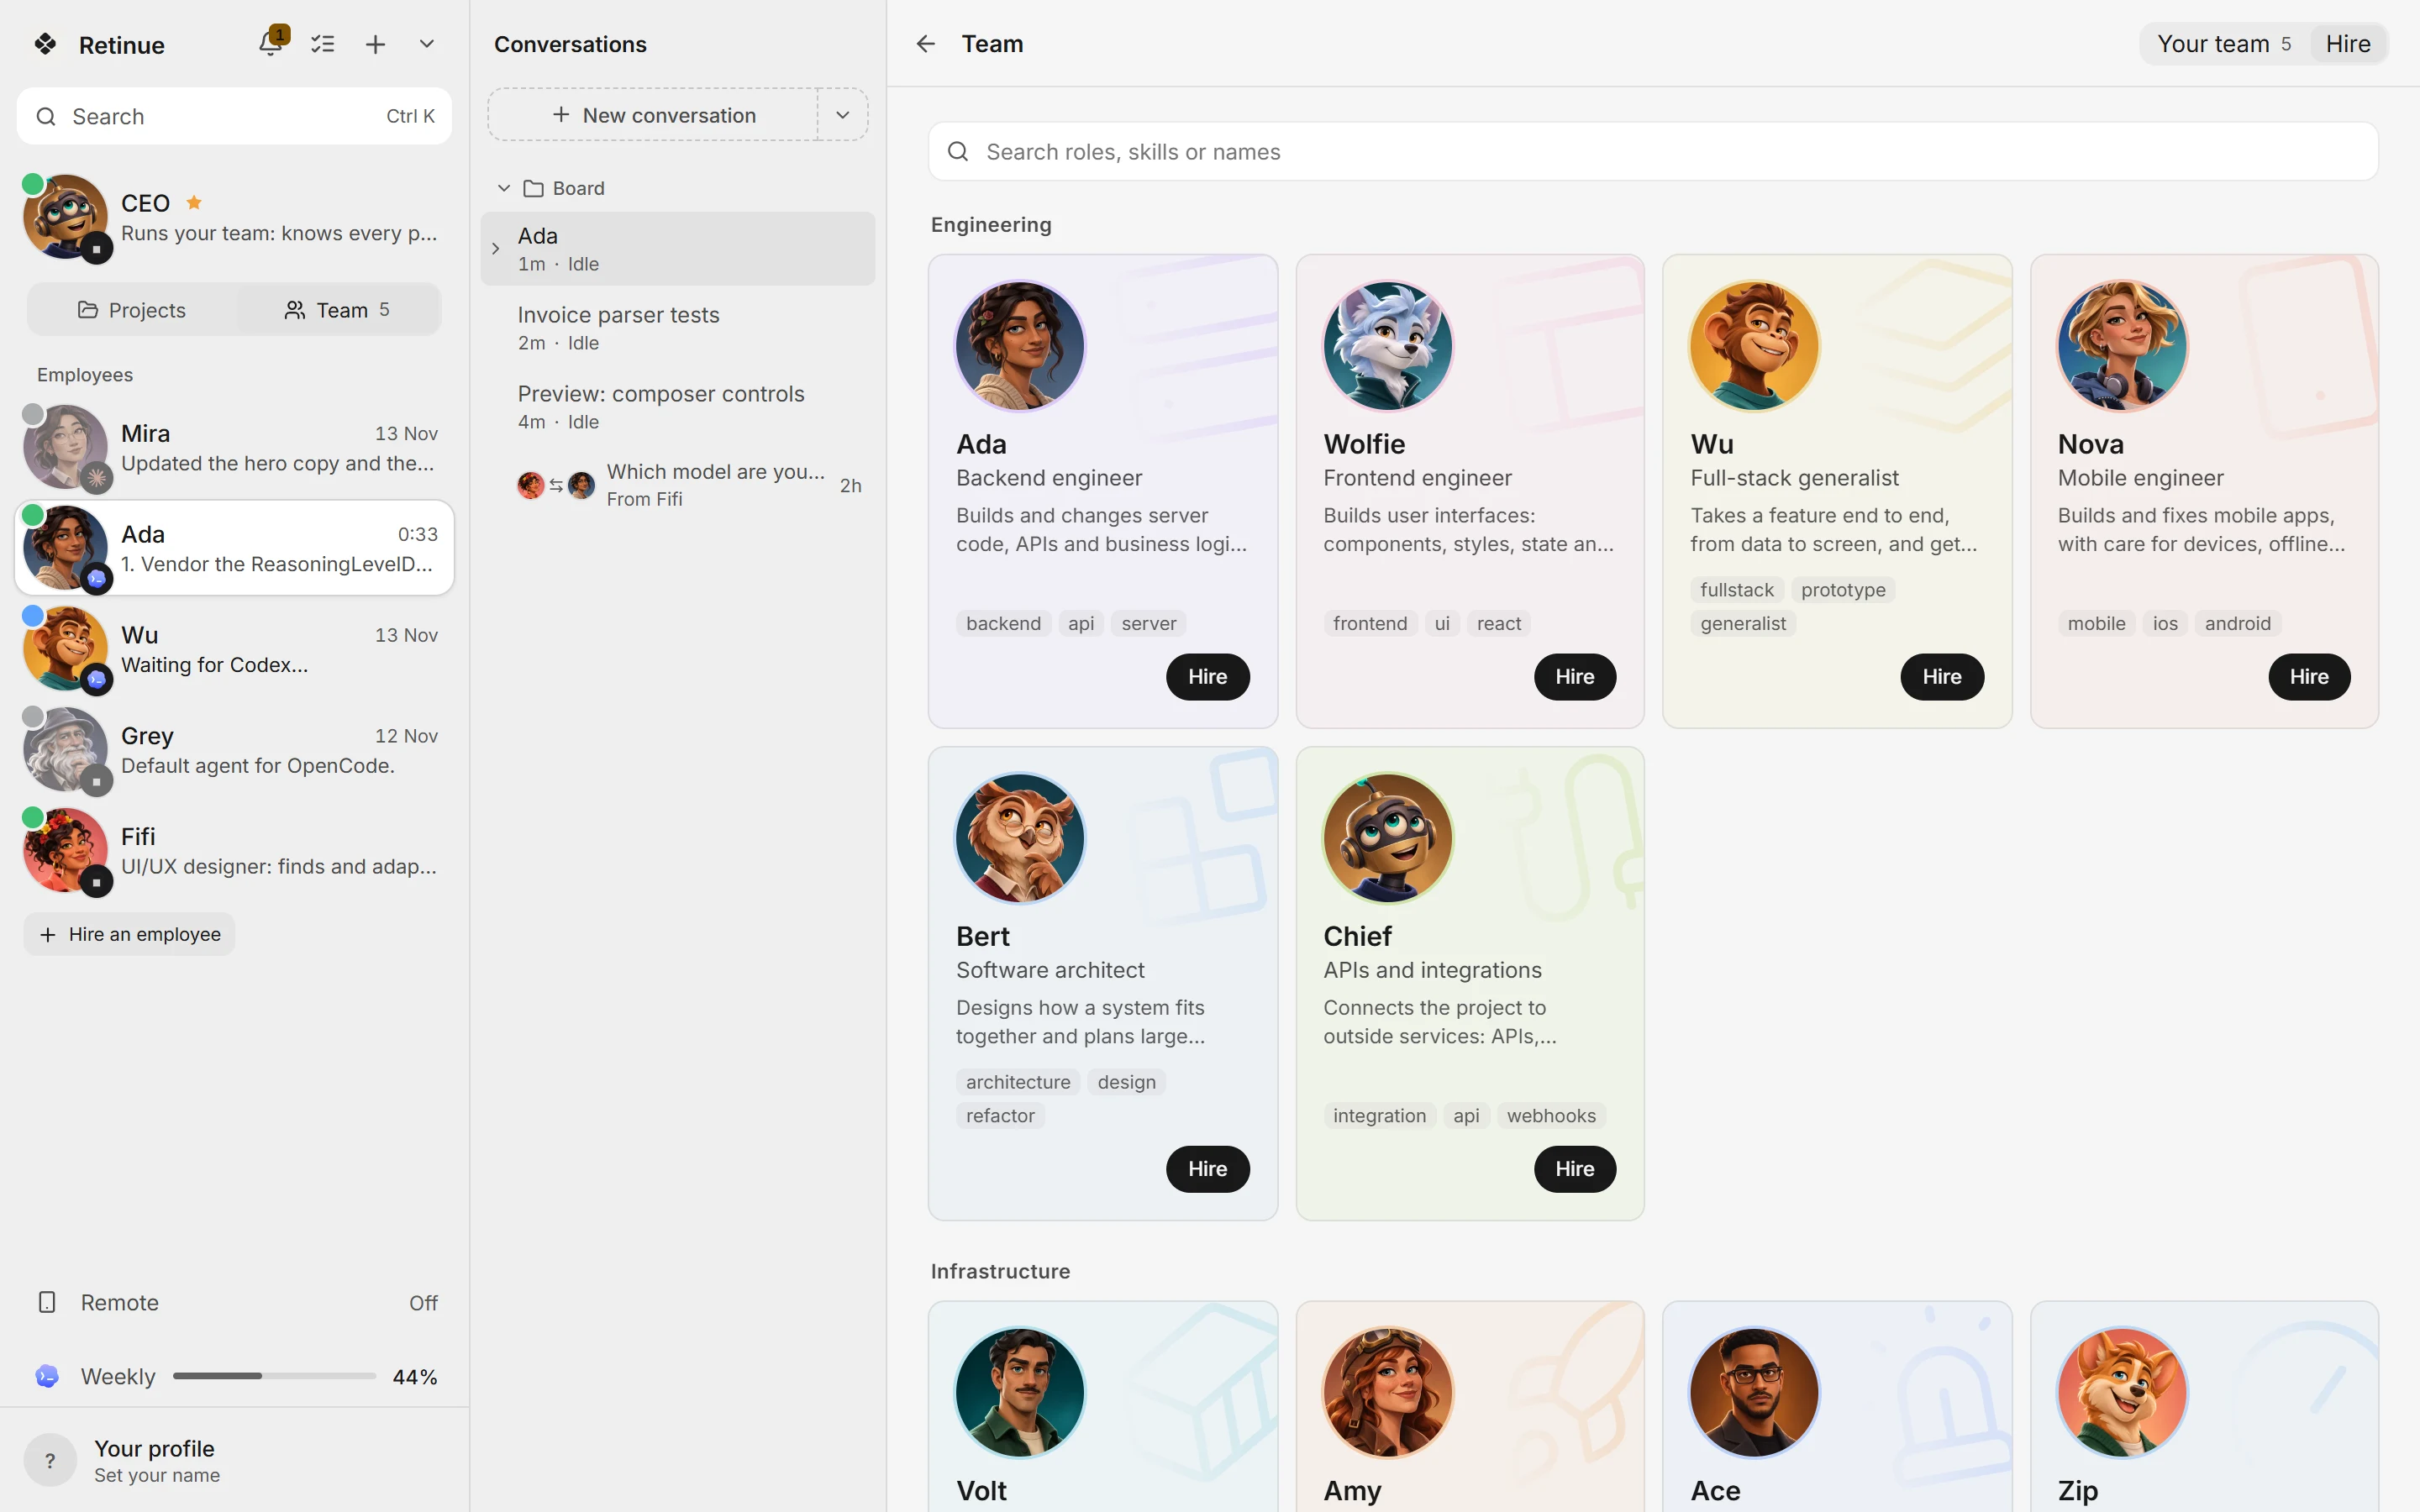 Retinue
1
Search
Ctrl K
CEO
Runs your team: knows every p...
Projects
Team 5
Employees
Mira
13 Nov
Updated the hero copy and the...
Ada
0:33
1. Vendor the ReasoningLevelD...
Wu
13 Nov
Waiting for Codex...
Grey
12 Nov
Default agent for OpenCode.
Fifi
UI/UX designer: finds and adap...
Hire an employee
Remote
Off
Weekly
44%
?
Your profile
Set your name
Conversations
New conversation
Board
Ada
1m · Idle
Invoice parser tests
2m · Idle
Preview: composer controls
4m · Idle
Which model are you...
From Fifi
2h
Team
Your team 5
Hire
Search roles, skills or names
Engineering
Ada
Backend engineer
Builds and changes server
code, APIs and business logi...
backend api server
Hire
Wolfie
Frontend engineer
Builds user interfaces:
components, styles, state an...
frontend ui react
Hire
Wu
Full-stack generalist
Takes a feature end to end,
from data to screen, and get...
fullstack prototype
generalist
Hire
Nova
Mobile engineer
Builds and fixes mobile apps,
with care for devices, offline...
mobile ios android
Hire
Bert
Software architect
Designs how a system fits
together and plans large...
architecture design
refactor
Hire
Chief
APIs and integrations
Connects the project to
outside services: APIs,...
integration api webhooks
Hire
Infrastructure
Volt
Amy
Ace
Zip